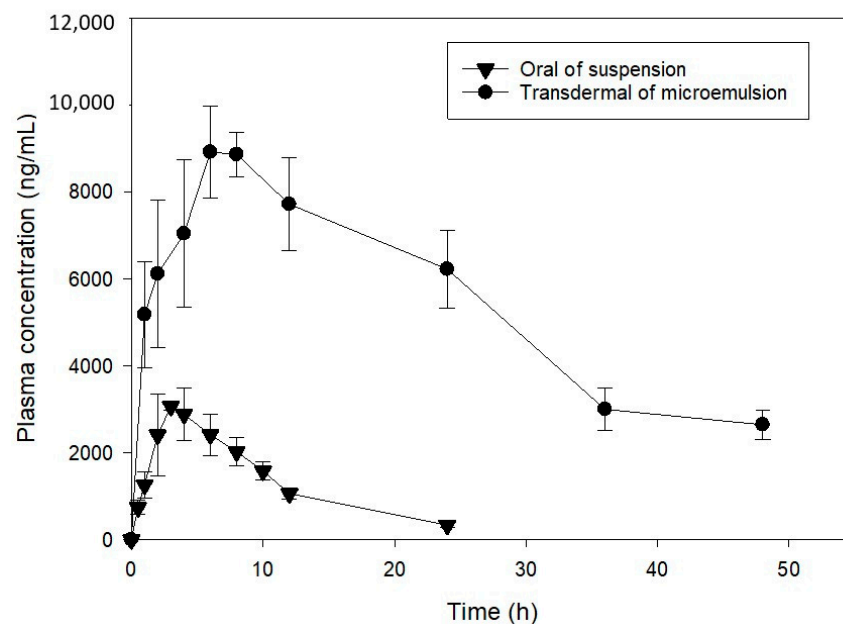 12,000
10,000
8000
6000
4000
2000
0
Plasma concentration (ng/mL)
Oral of suspension
Transdermal of microemulsion
0 10 20 30 40 50
Time (h)